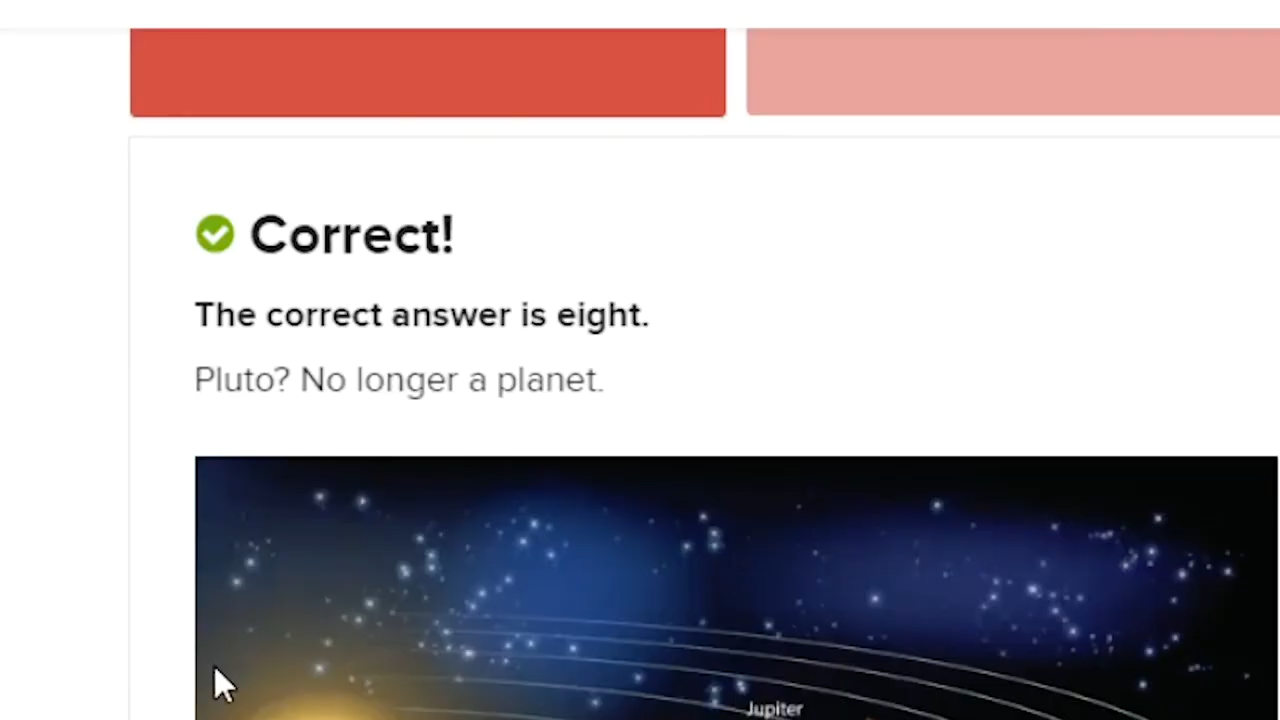 Correct!
The correct answer is eight.
Pluto? No longer a planet.
Jupiter